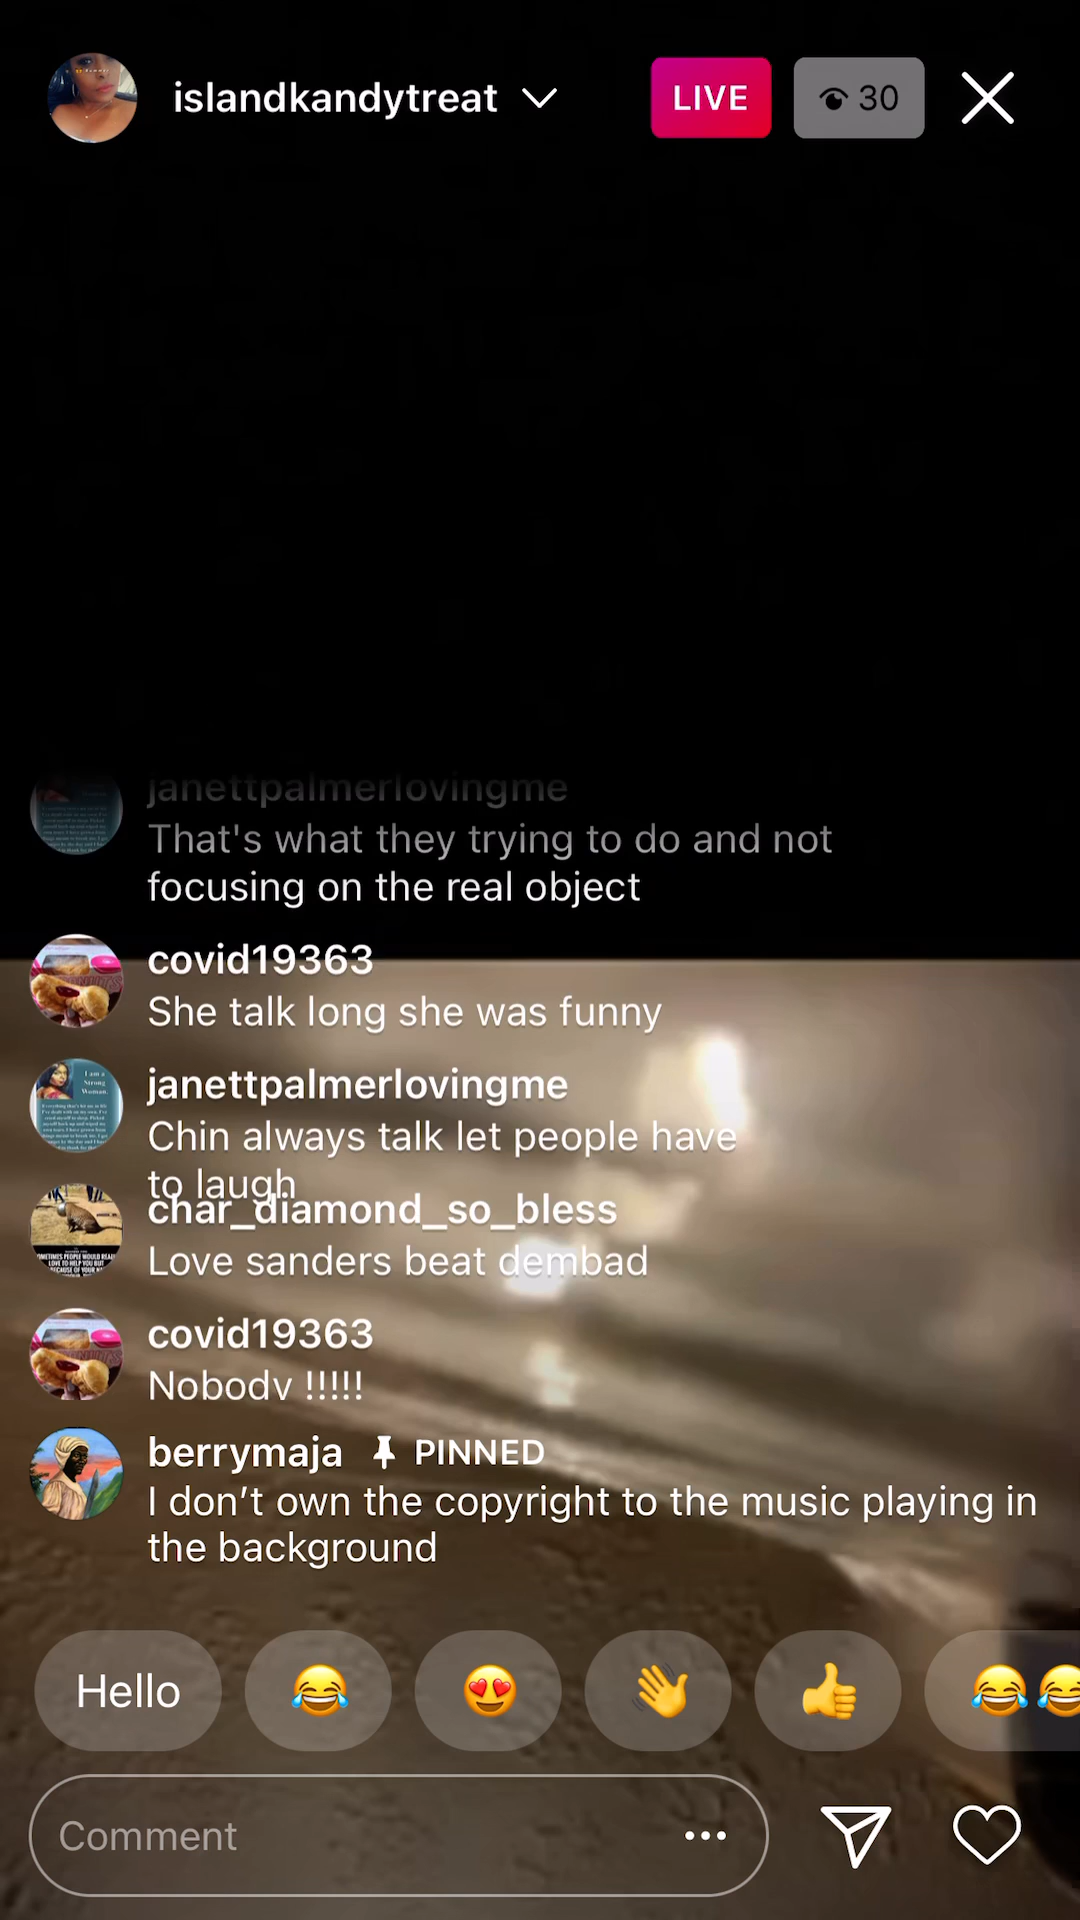 islandkandytreat
LIVE
30
janettpalmerlovingme
That's what they trying to do and not
focusing on the real object
covid19363
She talk long she was funny
janettpalmerlovingme
Chin always talk let people have
to laugh
char_diamond_so_bless
Love sanders beat dembad
covid19363
Nobody !!!!!
berrymaja PINNED
I don’t own the copyright to the music playing in
the background
Hello
Comment